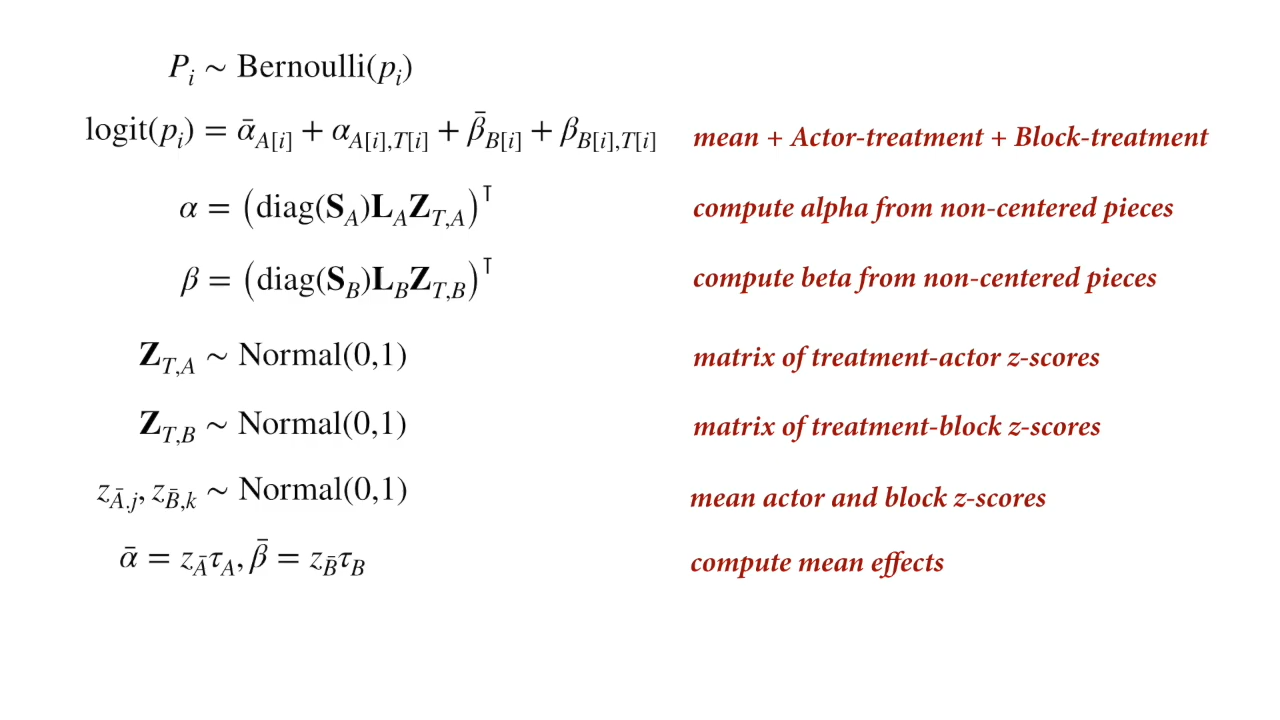 Pᵢ ~ Bernoulli(pᵢ)
logit(pᵢ) = ᾱ_{A[i]} + α_{A[i],T[i]} + β̄_{B[i]} + β_{B[i],T[i]} mean + Actor-treatment + Block-treatment
α = (diag(S_A)L_A Z_{T,A})^⊺ compute alpha from non-centered pieces
β = (diag(S_B)L_B Z_{T,B})^⊺ compute beta from non-centered pieces
Z_{T,A} ~ Normal(0,1) matrix of treatment-actor z-scores
Z_{T,B} ~ Normal(0,1) matrix of treatment-block z-scores
z_{Ā.j}, z_{B̄,k} ~ Normal(0,1) mean actor and block z-scores
ᾱ = z_Ā τ_A, β̄ = z_B̄ τ_B compute mean effects